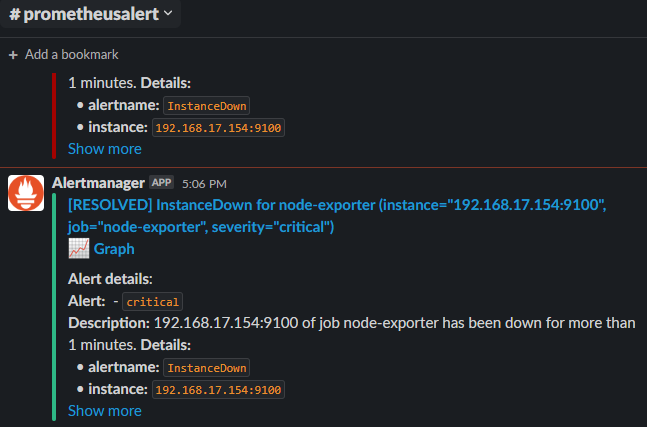 # prometheusalert
+ Add a bookmark
1 minutes. Details:
• alertname: InstanceDown
• instance: 192.168.17.154:9100
Show more
Alertmanager APP 5:06 PM
[RESOLVED] InstanceDown for node-exporter (instance="192.168.17.154:9100",
job="node-exporter", severity="critical")
📈 Graph
Alert details:
Alert: - critical
Description: 192.168.17.154:9100 of job node-exporter has been down for more than
1 minutes. Details:
• alertname: InstanceDown
• instance: 192.168.17.154:9100
Show more